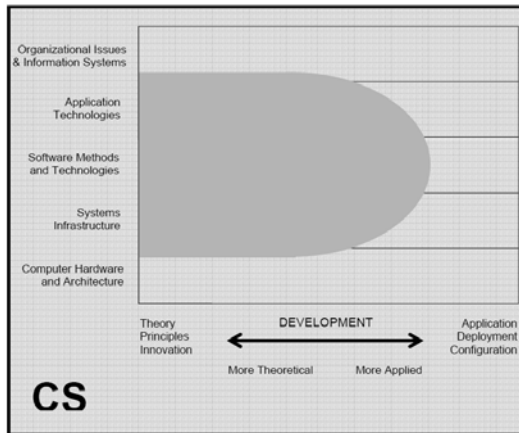 Organizational Issues
& Information Systems
Application
Technologies
Software Methods
and Technologies
Systems
Infrastructure
Computer Hardware
and Architecture
Theory
Principles
Innovation
DEVELOPMENT
Application
Deployment
Configuration
More Theoretical
More Applied
CS